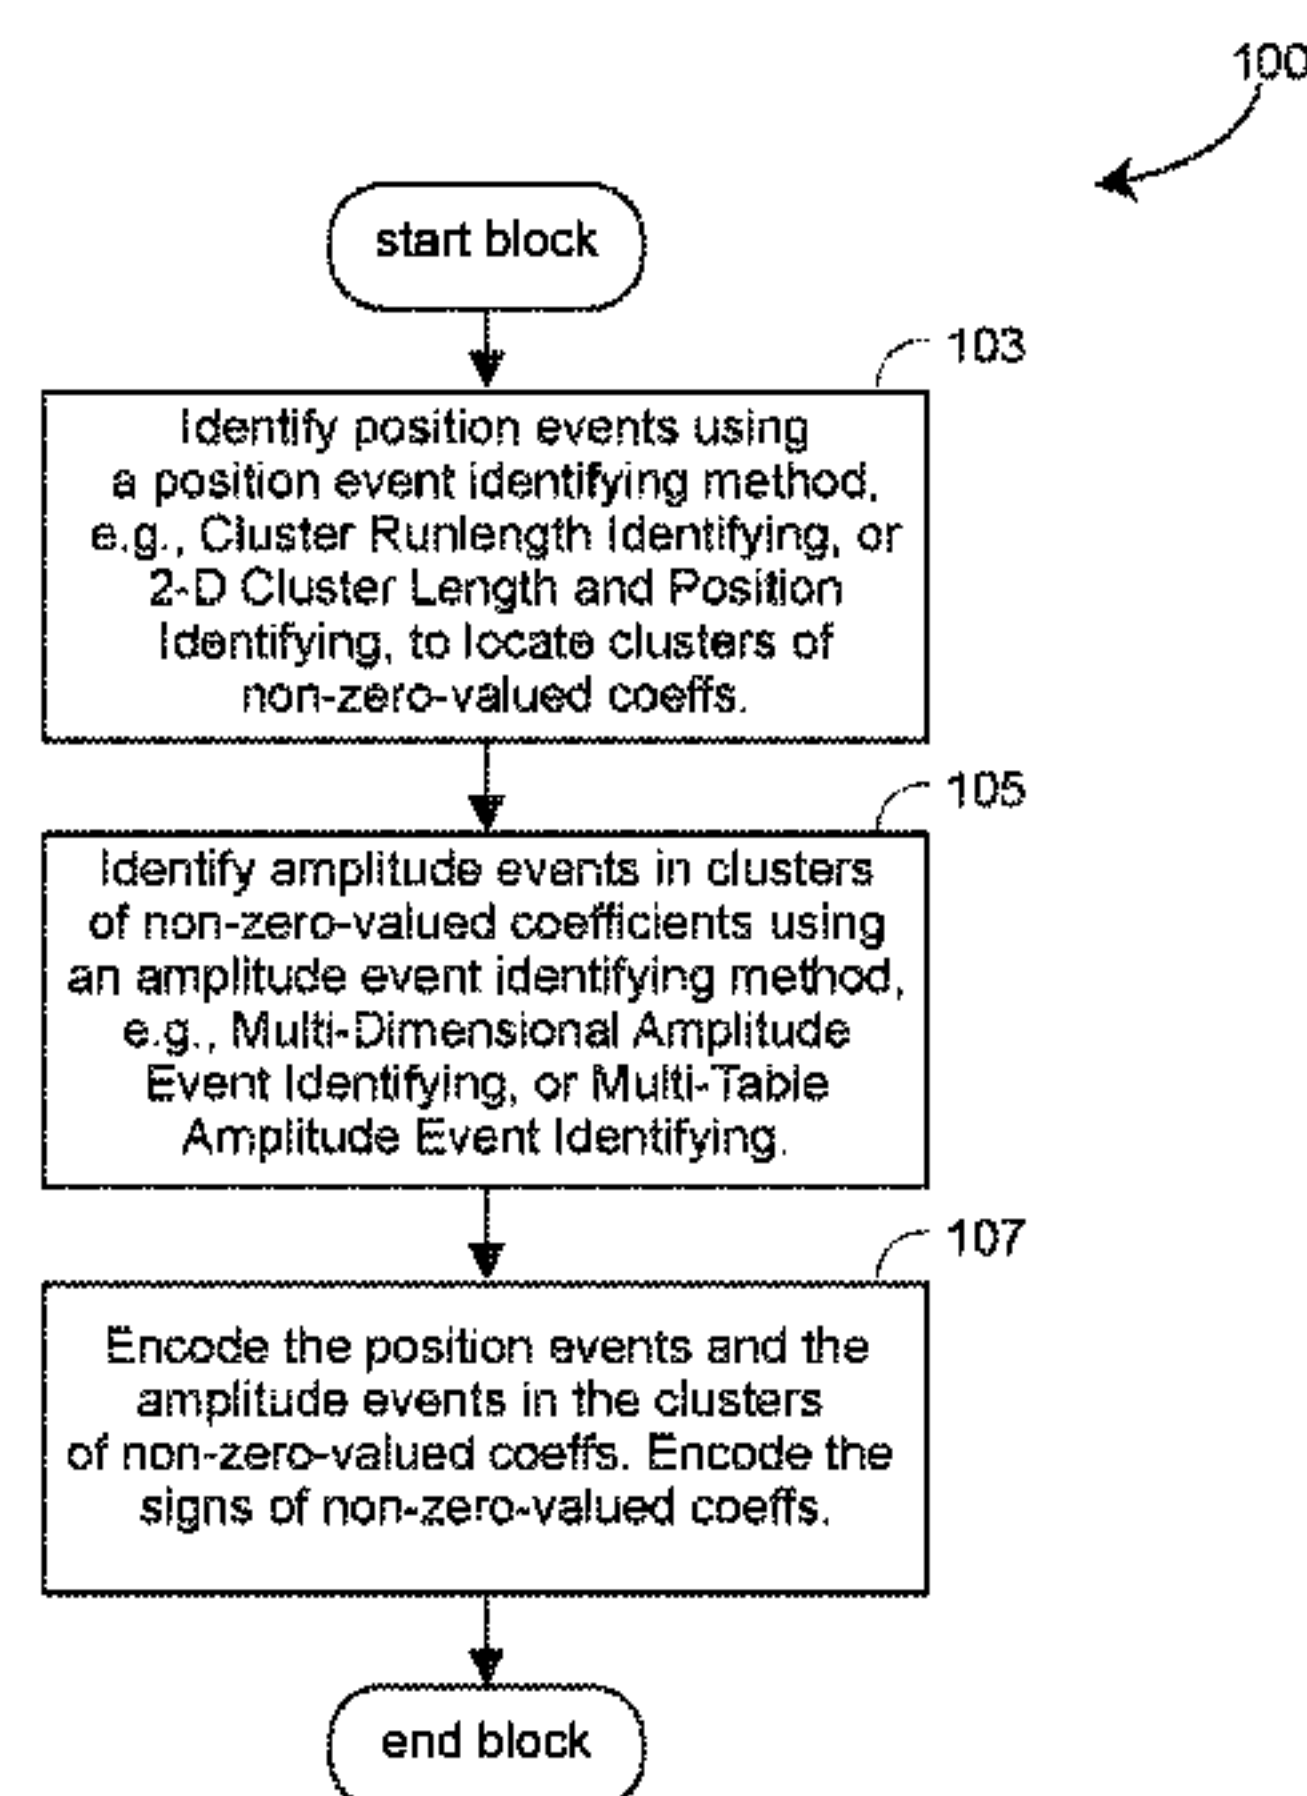 100
start block
103
Identify position events using
a position event identifying method,
e.g., Cluster Runlength Identifying, or
2-D Cluster Length and Position
Identifying, to locate clusters of
non-zero-valued coeffs.
105
Identify amplitude events in clusters
of non-zero-valued coefficients using
an amplitude event identifying method,
e.g., Multi-Dimensional Amplitude
Event Identifying, or Multi-Table
Amplitude Event Identifying.
107
Encode the position events and the
amplitude events in the clusters
of non-zero-valued coeffs. Encode the
signs of non-zero-valued coeffs.
end block